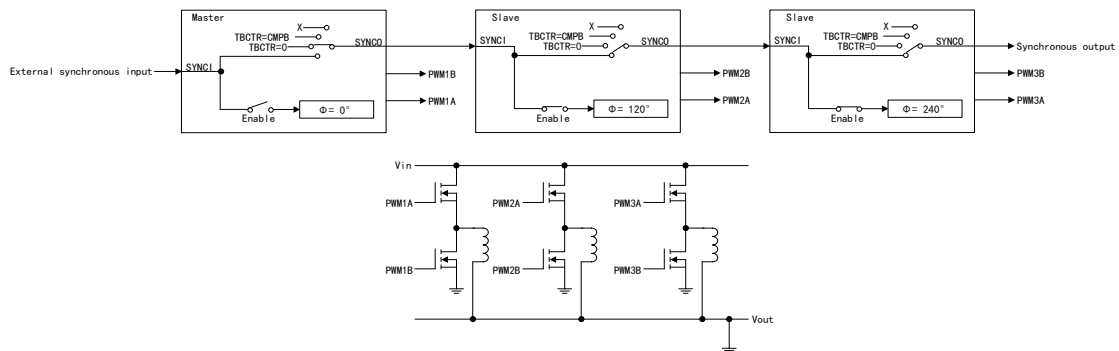 Master
X
TBCTR=CMPB
TBCTR=0
SYNCI
SYNCO
External synchronous input
PWM1B
PWM1A
Enable
Φ= 0°
Slave
X
TBCTR=CMPB
TBCTR=0
SYNCI
SYNCO
PWM2B
PWM2A
Enable
Φ= 120°
Slave
X
TBCTR=CMPB
TBCTR=0
SYNCI
SYNCO
Synchronous output
PWM3B
PWM3A
Enable
Φ= 240°
Vin
PWM1A
PWM2A
PWM3A
PWM1B
PWM2B
PWM3B
Vout